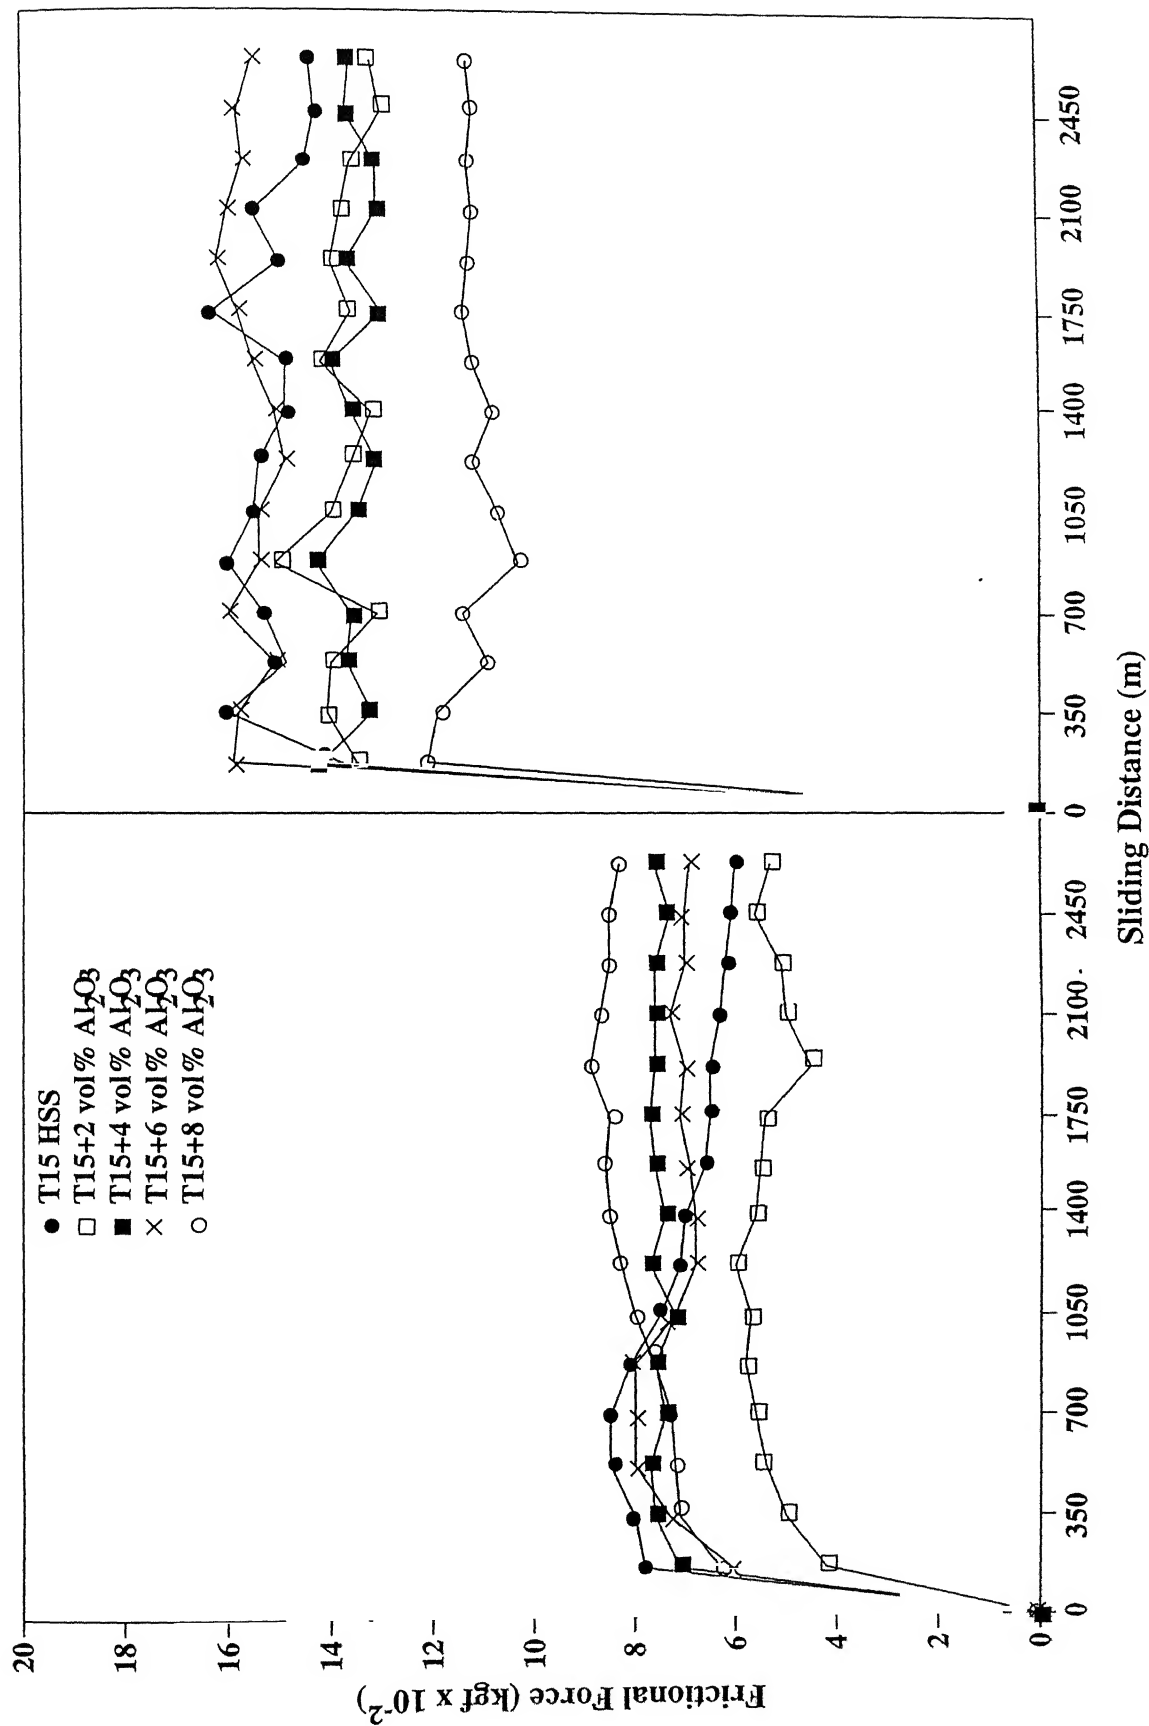 ● T15 HSS
□ T15+2 vol% Al₂O₃
■ T15+4 vol% Al₂O₃
× T15+6 vol% Al₂O₃
○ T15+8 vol% Al₂O₃
Frictional Force (kgf x 10⁻²)
20
18
16
14
12
10
8
6
4
2
0
0 350 700 1050 1400 1750 2100 2450 0 350 700 1050 1400 1750 2100 2450
Sliding Distance (m)